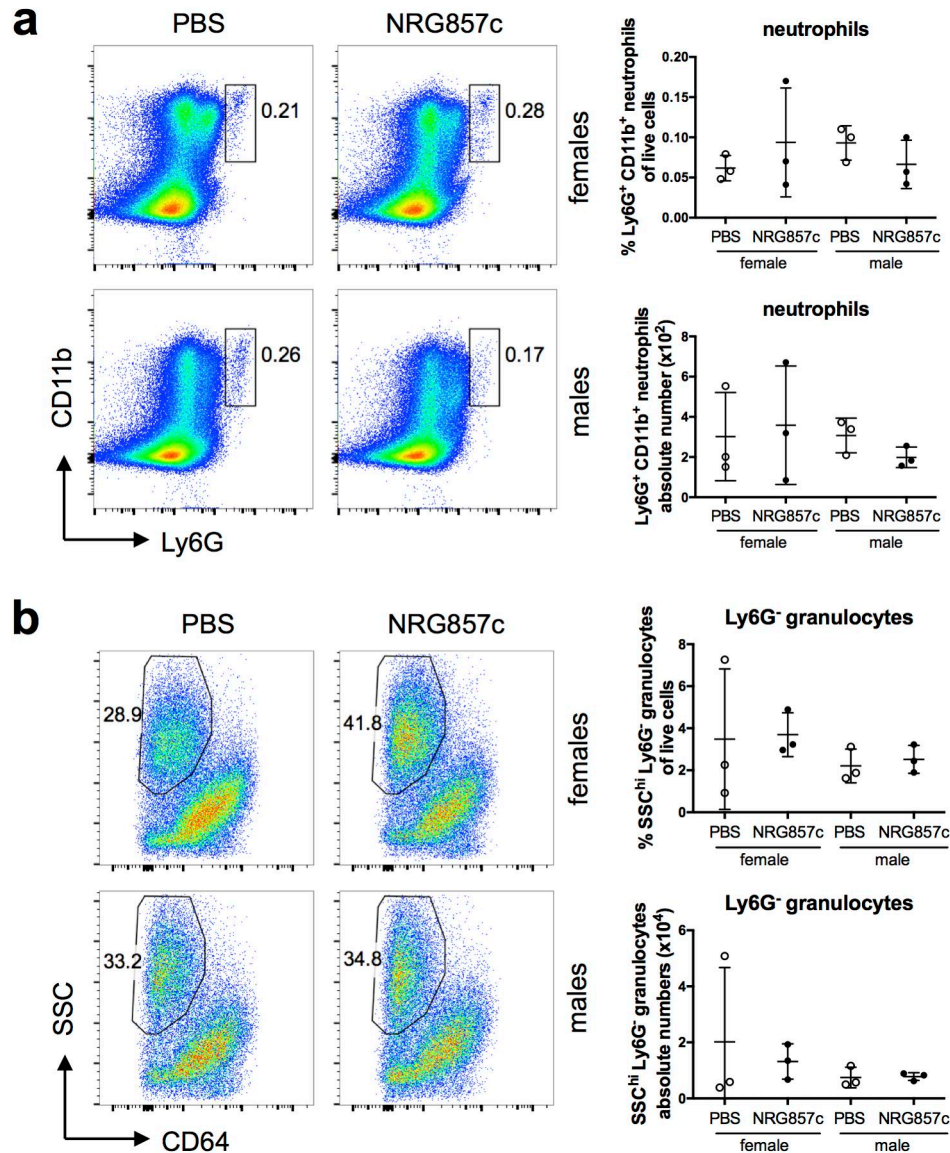 a
PBS
NRG857c
0.21
0.28
females
0.26
0.17
males
CD11b
Ly6G
neutrophils
% Ly6G+ CD11b+ neutrophils
of live cells
0.20
0.15
0.10
0.05
0.00
PBS NRG857c PBS NRG857c
female male
neutrophils
Ly6G+ CD11b+ neutrophils
absolute number (x10²)
8
6
4
2
0
PBS NRG857c PBS NRG857c
female male
b
PBS
NRG857c
28.9
41.8
females
33.2
34.8
males
SSC
CD64
Ly6G⁻ granulocytes
% SSCʰⁱ Ly6G⁻ granulocytes
of live cells
8
6
4
2
0
PBS NRG857c PBS NRG857c
female male
Ly6G⁻ granulocytes
SSCʰⁱ Ly6G⁻ granulocytes
absolute numbers (x10⁴)
6
4
2
0
PBS NRG857c PBS NRG857c
female male